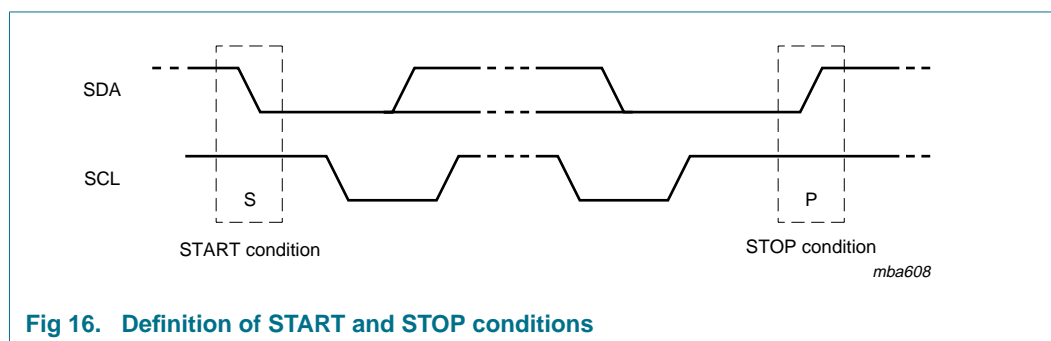 SDA
SCL
S
P
START condition
STOP condition
mba608
Fig 16. Definition of START and STOP conditions